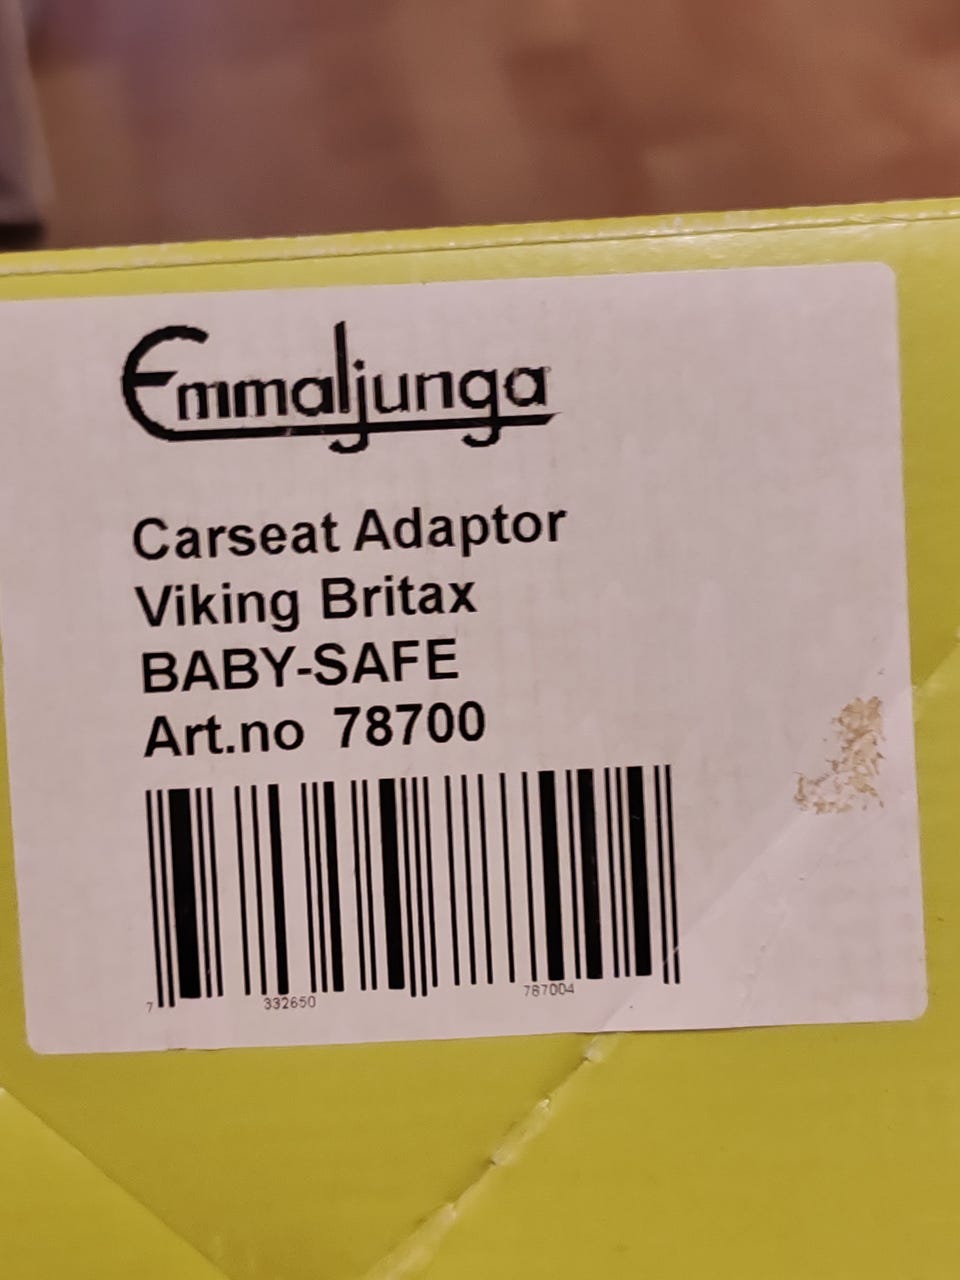 Emmaljunga
Carseat Adaptor
Viking Britax
BABY-SAFE
Art.no 78700
7 332650 787004